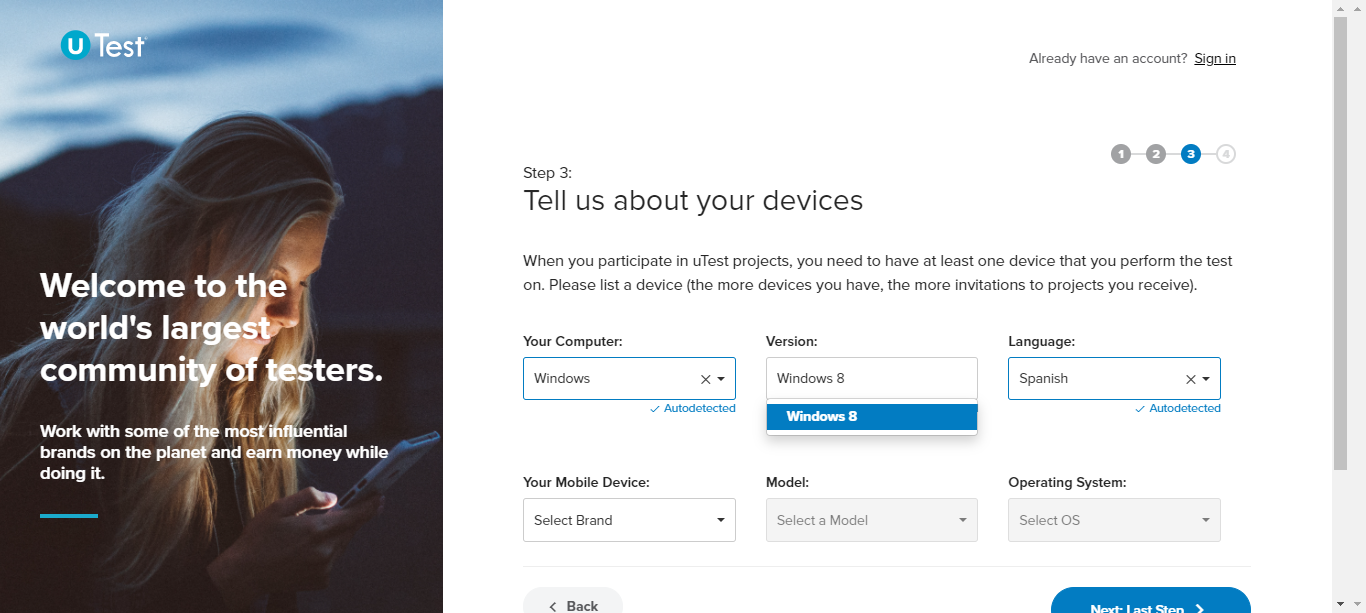 U Test
Already have an account? Sign in
1 2 3 4
Step 3:
Tell us about your devices
Welcome to the
world's largest
community of testers.
Work with some of the most influential
brands on the planet and earn money while
doing it.
When you participate in uTest projects, you need to have at least one device that you perform the test
on. Please list a device (the more devices you have, the more invitations to projects you receive).
Your Computer: Version: Language:
Windows Windows 8 Spanish
Autodetected Autodetected
Windows 8
Your Mobile Device: Model: Operating System:
Select Brand Select a Model Select OS
Back Next: Last Step